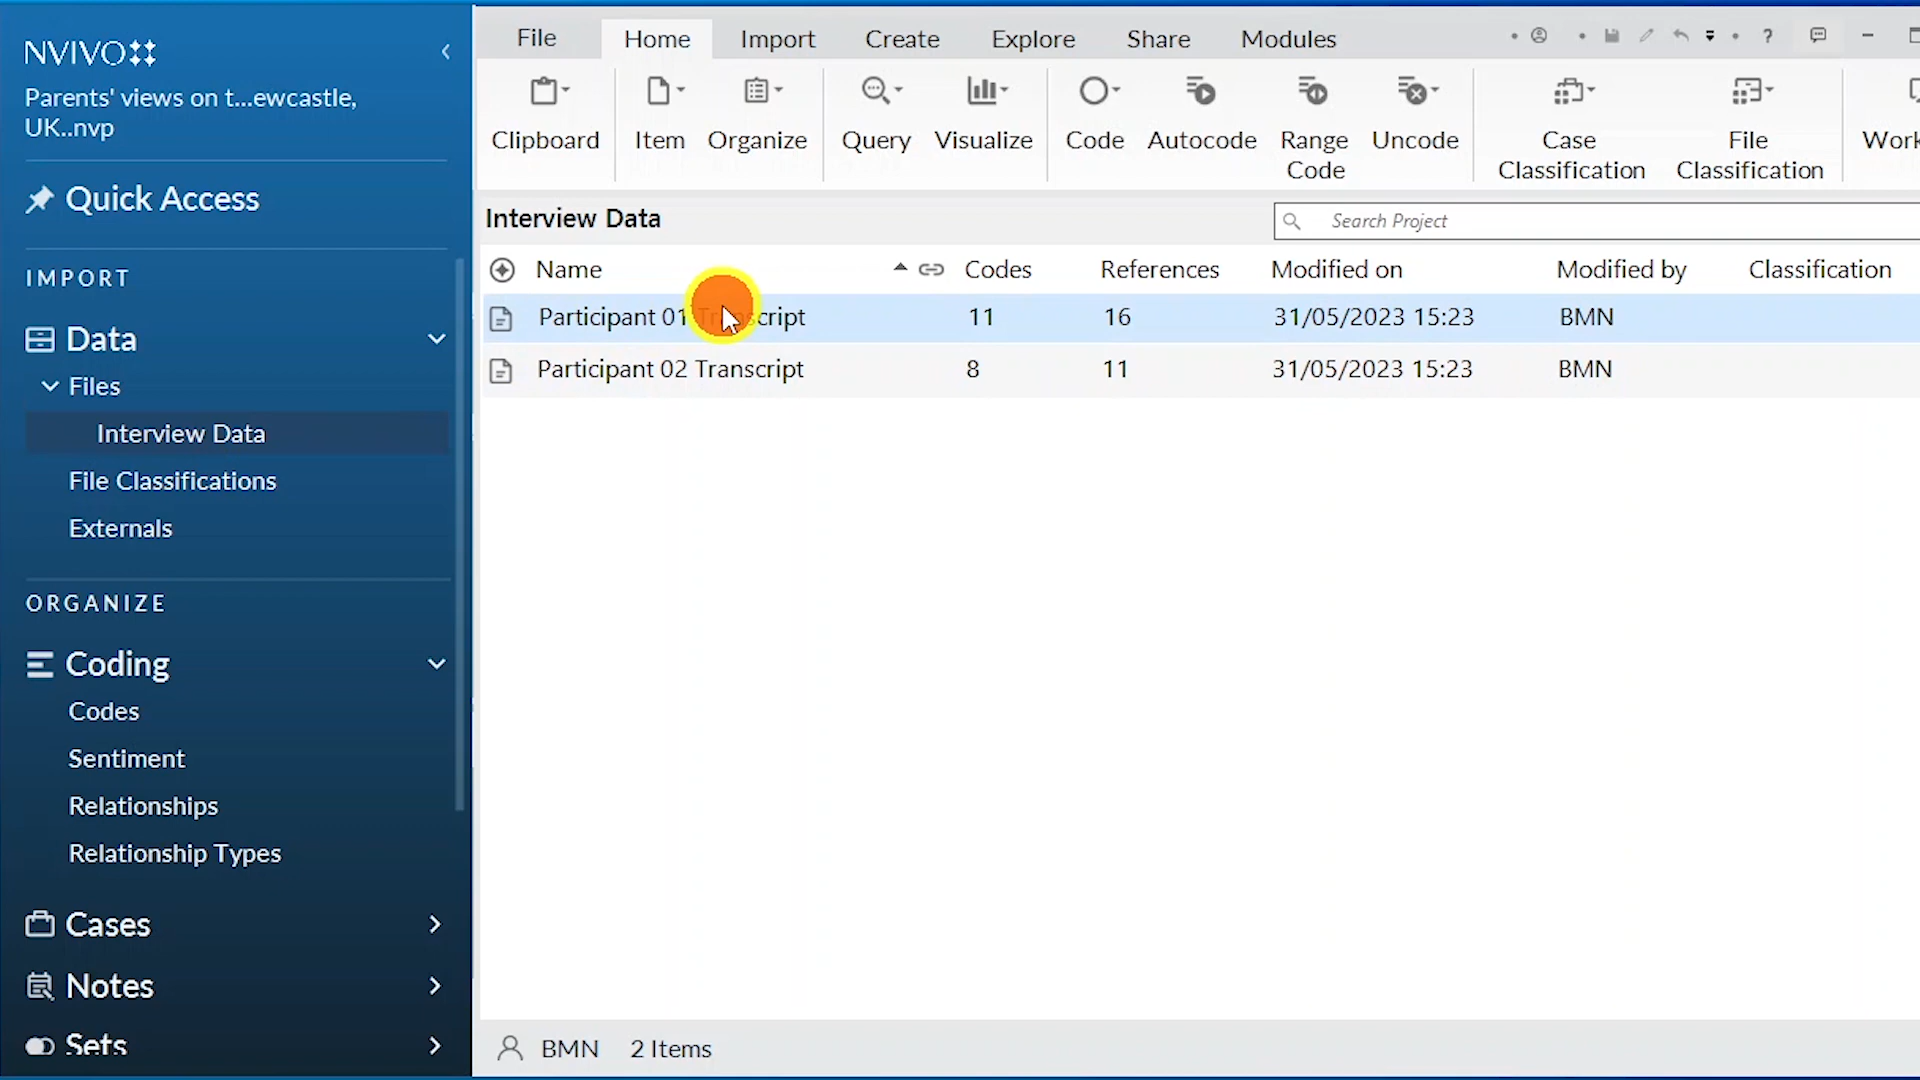 NVIVO
Parents' views on t...ewcastle,
UK..nvp
Quick Access
IMPORT
Data
Files
Interview Data
File Classifications
Externals
ORGANIZE
Coding
Codes
Sentiment
Relationships
Relationship Types
Cases
Notes
Sets
File Home Import Create Explore Share Modules
Clipboard Item Organize Query Visualize Code Autocode Range Code Uncode Case Classification File Classification Work
Interview Data
Search Project
Name Codes References Modified on Modified by Classification
Participant 01 Transcript 11 16 31/05/2023 15:23 BMN
Participant 02 Transcript 8 11 31/05/2023 15:23 BMN
BMN 2 Items